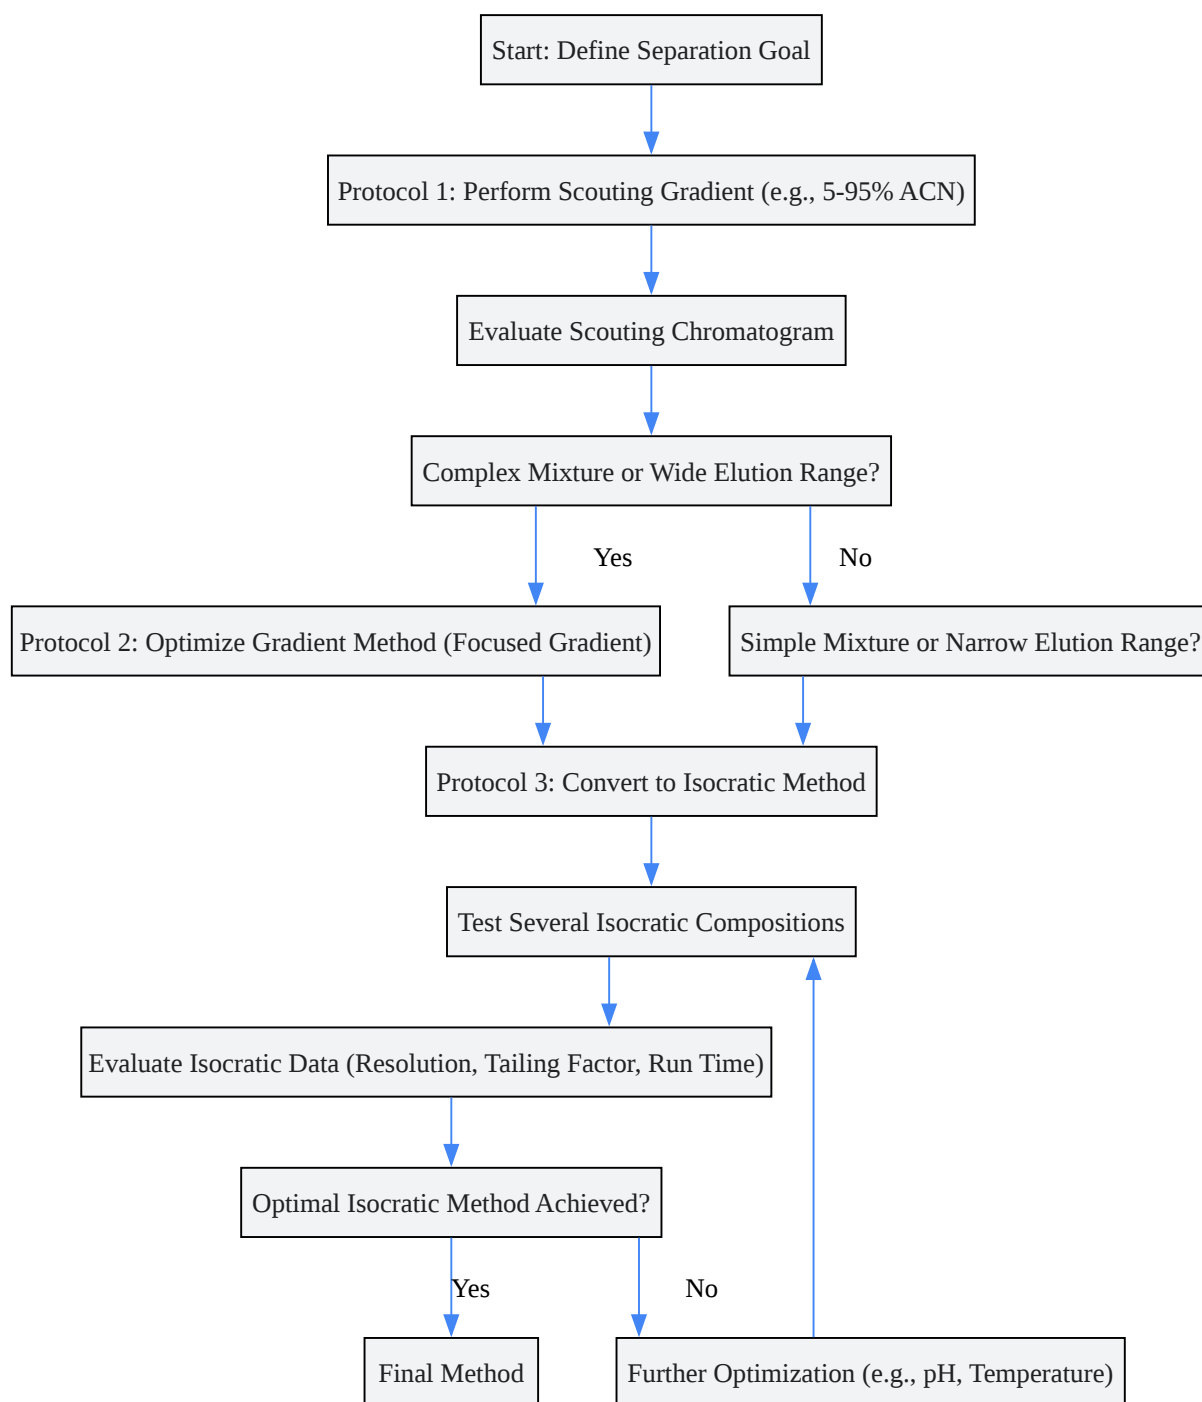 Start: Define Separation Goal
Protocol 1: Perform Scouting Gradient (e.g., 5-95% ACN)
Evaluate Scouting Chromatogram
Complex Mixture or Wide Elution Range?
Yes
No
Protocol 2: Optimize Gradient Method (Focused Gradient)
Simple Mixture or Narrow Elution Range?
Protocol 3: Convert to Isocratic Method
Test Several Isocratic Compositions
Evaluate Isocratic Data (Resolution, Tailing Factor, Run Time)
Optimal Isocratic Method Achieved?
Yes
No
Final Method
Further Optimization (e.g., pH, Temperature)